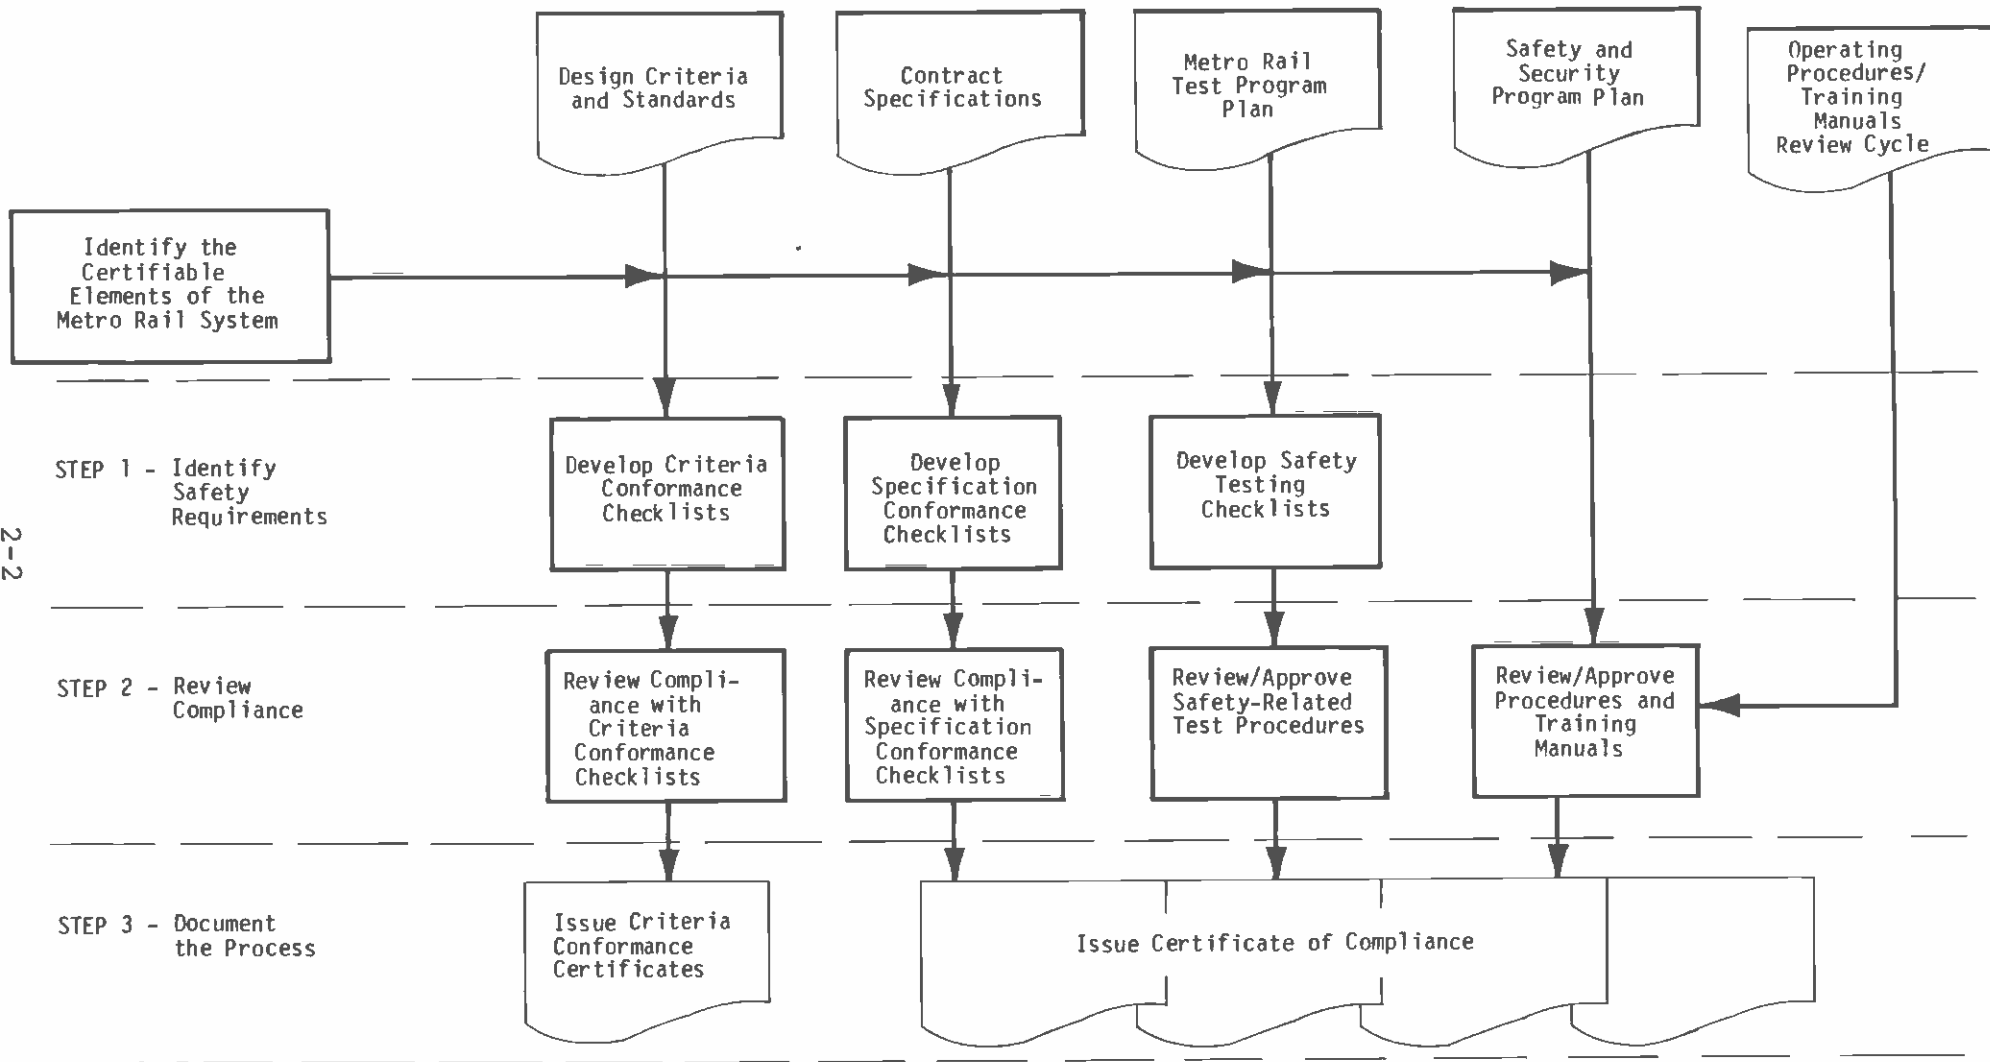 Design Criteria
and Standards
Contract
Specifications
Metro Rail
Test Program
Plan
Safety and
Security
Program Plan
Operating
Procedures/
Training
Manuals
Review Cycle
Identify the
Certifiable
Elements of the
Metro Rail System
STEP 1 - Identify
Safety
Requirements
Develop Criteria
Conformance
Checklists
Develop
Specification
Conformance
Checklists
Develop Safety
Testing
Checklists
2-2
STEP 2 - Review
Compliance
Review Compli-
ance with
Criteria
Conformance
Checklists
Review Compli-
ance with
Specification
Conformance
Checklists
Review/Approve
Safety-Related
Test Procedures
Review/Approve
Procedures and
Training
Manuals
STEP 3 - Document
the Process
Issue Criteria
Conformance
Certificates
Issue Certificate of Compliance